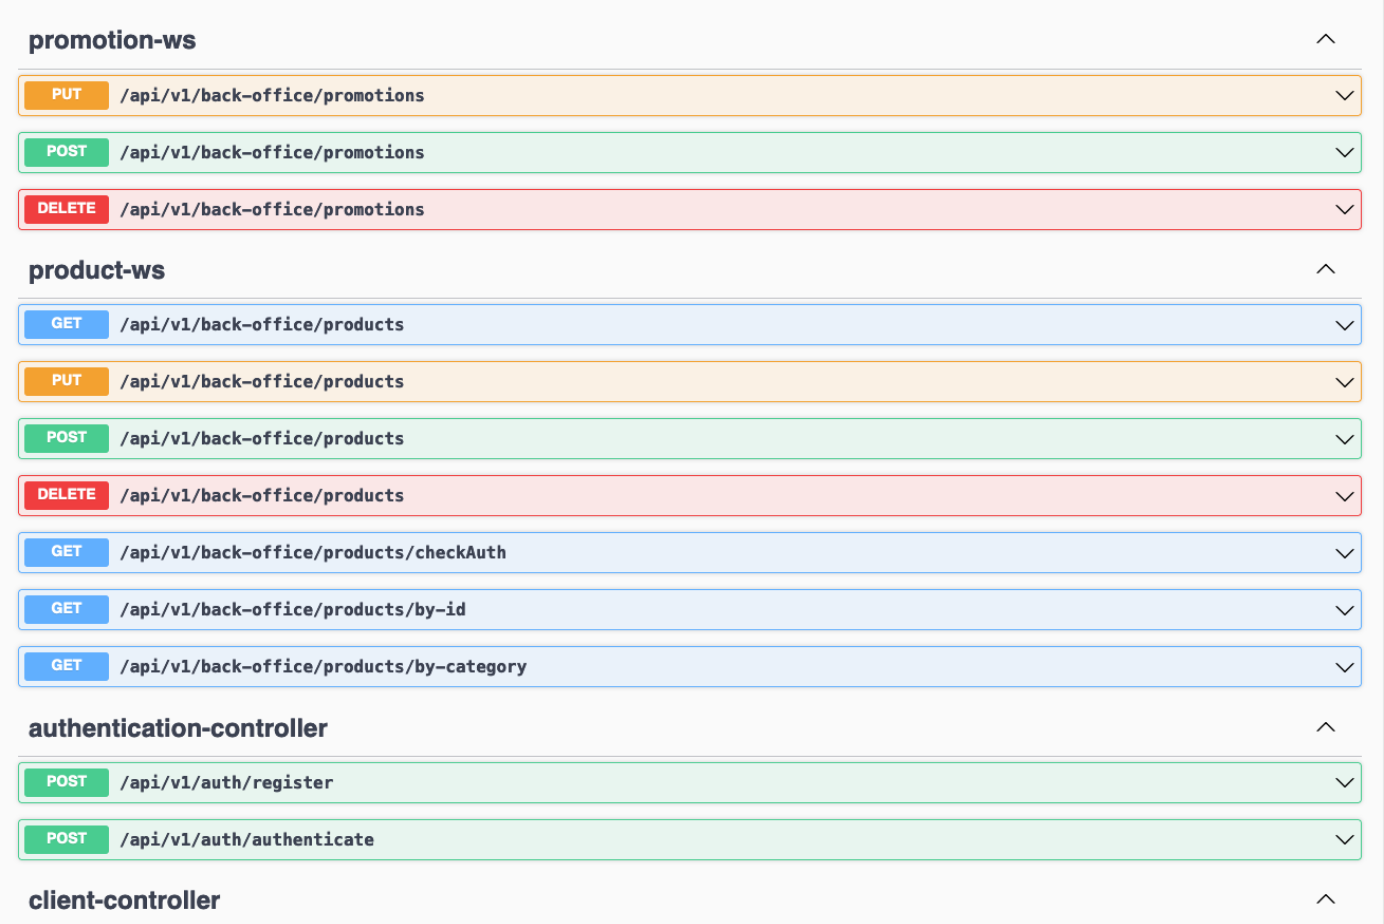 promotion-ws
PUT /api/v1/back-office/promotions
POST /api/v1/back-office/promotions
DELETE /api/v1/back-office/promotions
product-ws
GET /api/v1/back-office/products
PUT /api/v1/back-office/products
POST /api/v1/back-office/products
DELETE /api/v1/back-office/products
GET /api/v1/back-office/products/checkAuth
GET /api/v1/back-office/products/by-id
GET /api/v1/back-office/products/by-category
authentication-controller
POST /api/v1/auth/register
POST /api/v1/auth/authenticate
client-controller